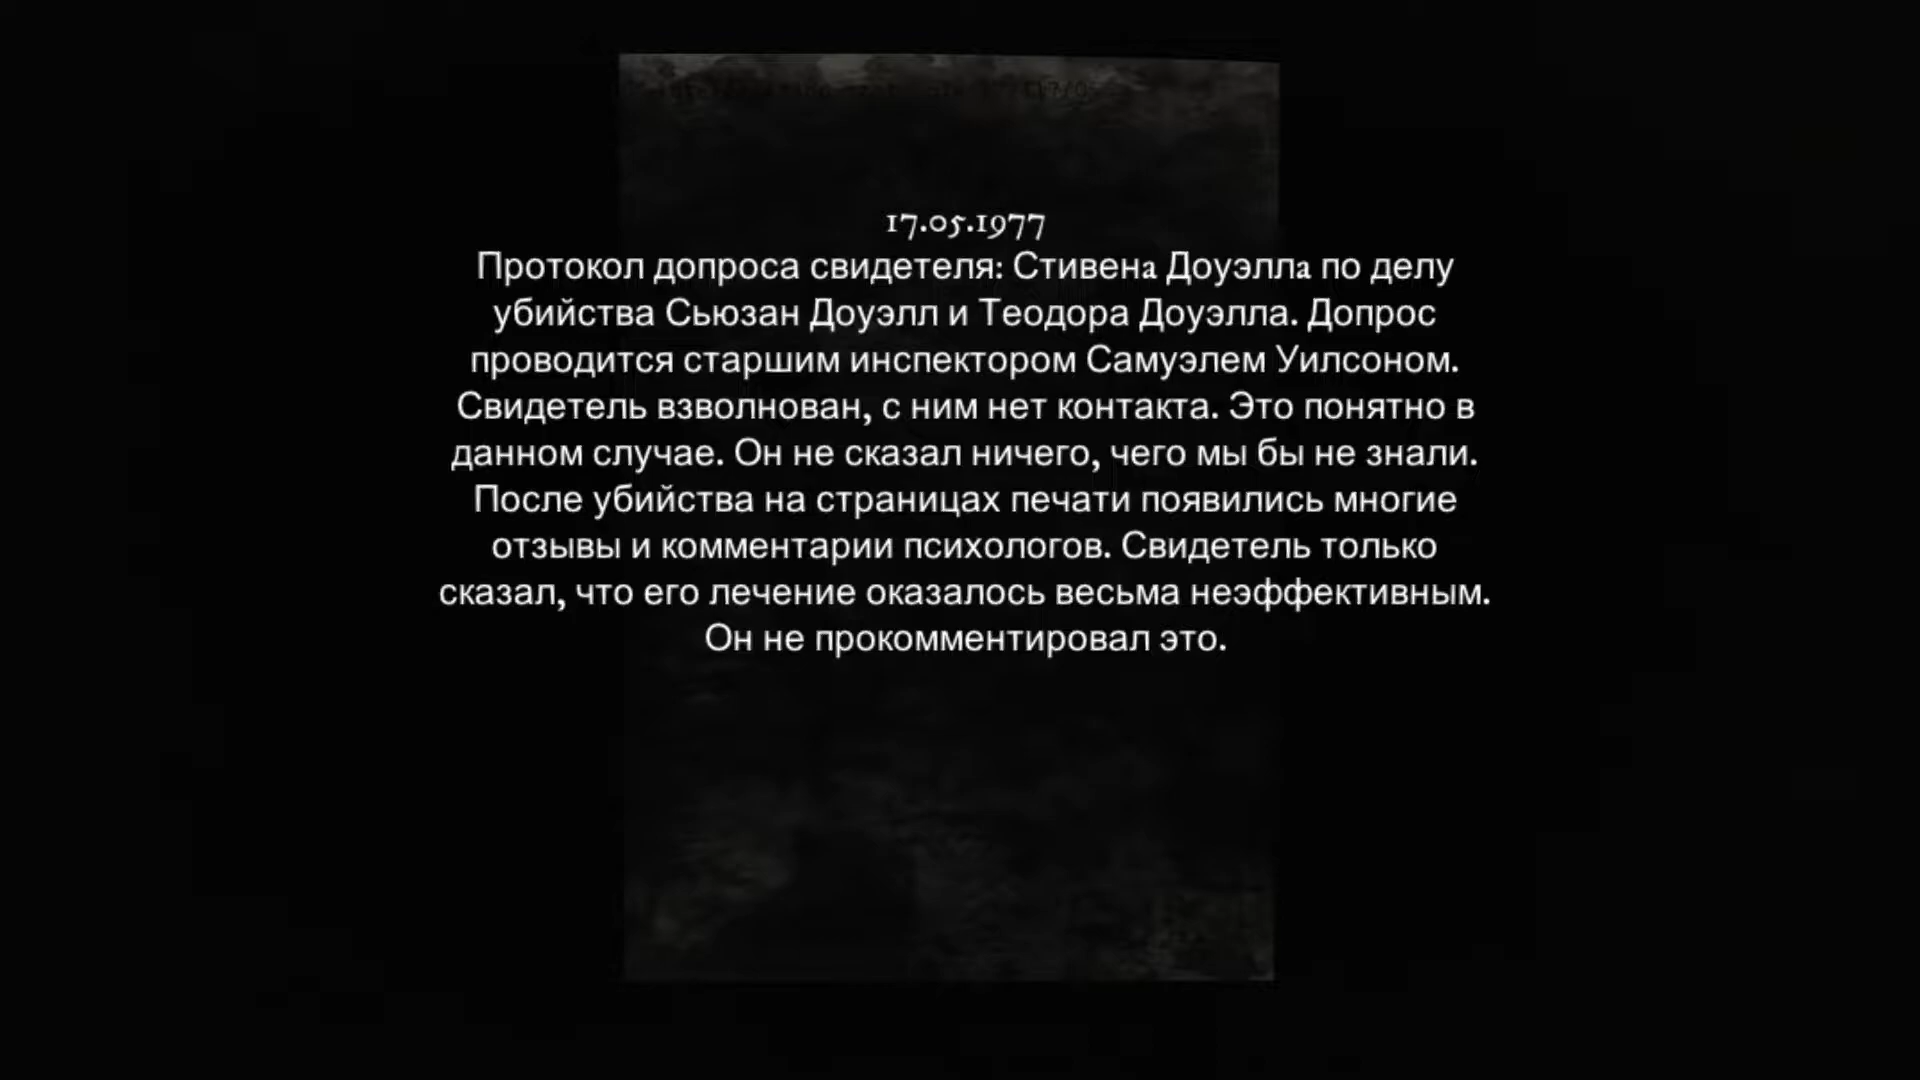 17.05.1977
Протокол допроса свидетеля: Стивена Доуэлла по делу
убийства Сьюзан Доуэлл и Теодора Доуэлла. Допрос
проводится старшим инспектором Самуэлем Уилсоном.
Свидетель взволнован, с ним нет контакта. Это понятно в
данном случае. Он не сказал ничего, чего мы бы не знали.
После убийства на страницах печати появились многие
отзывы и комментарии психологов. Свидетель только
сказал, что его лечение оказалось весьма неэффективным.
Он не прокомментировал это.